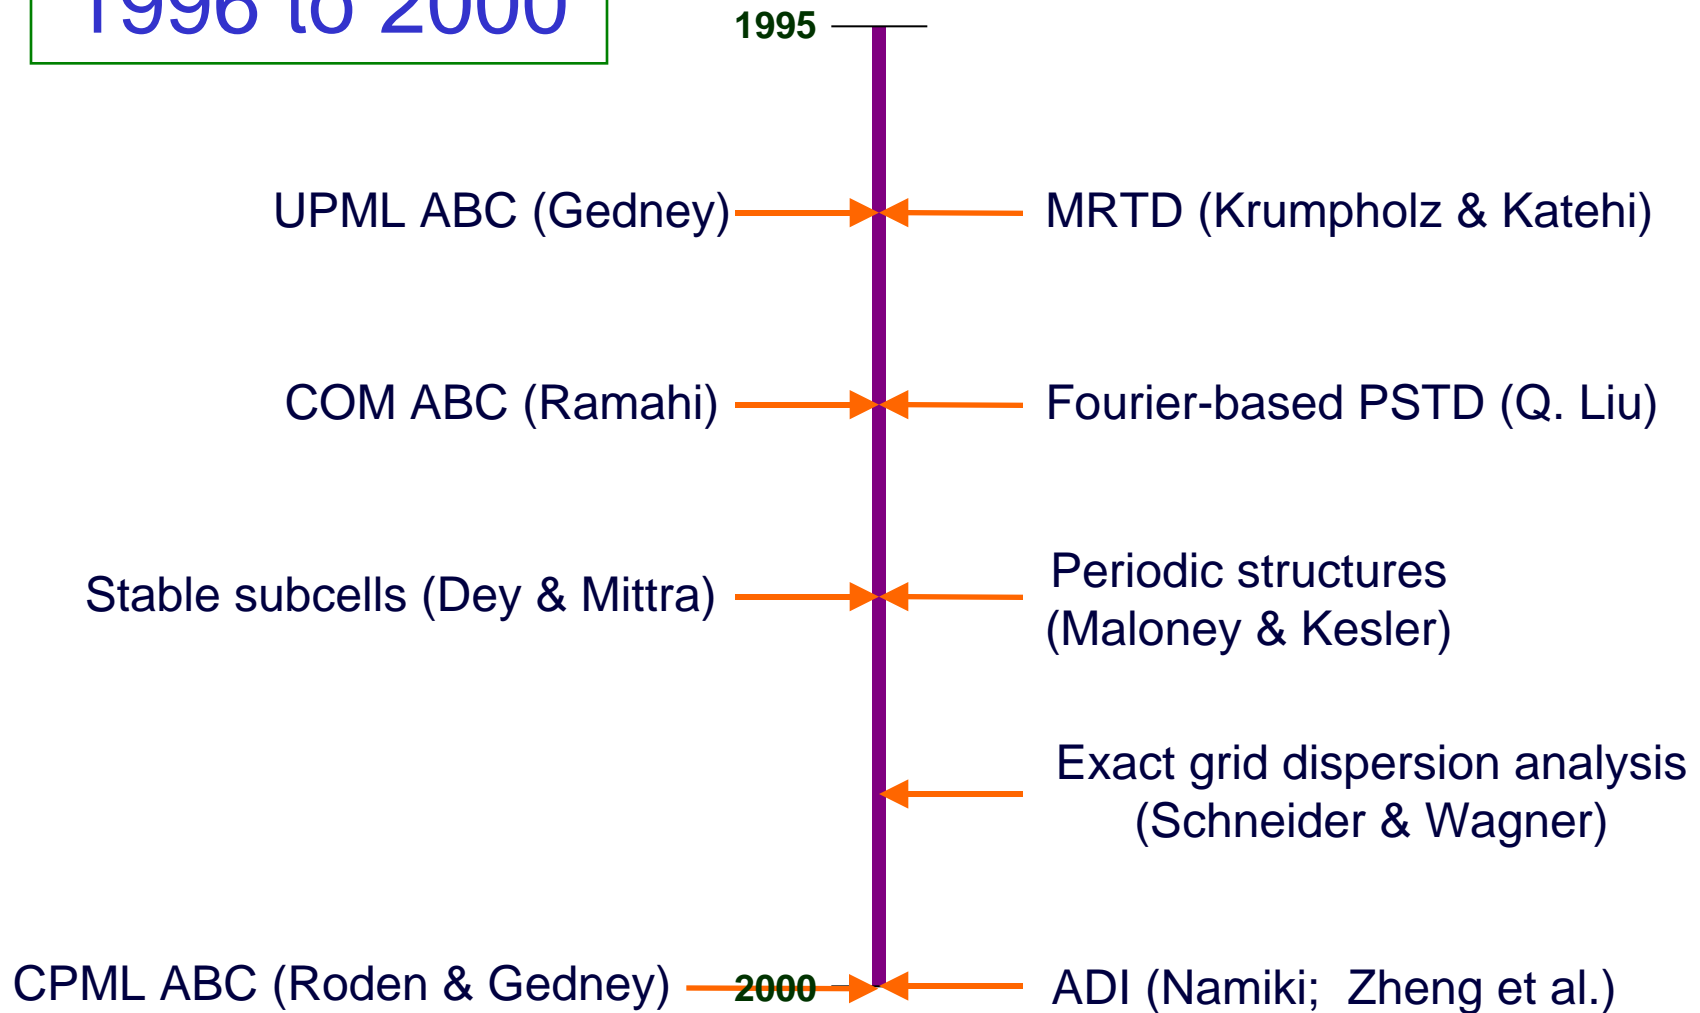 1996 to 2000
1995
UPML ABC (Gedney)
MRTD (Krumpholz & Katehi)
COM ABC (Ramahi)
Fourier-based PSTD (Q. Liu)
Stable subcells (Dey & Mittra)
Periodic structures
(Maloney & Kesler)
Exact grid dispersion analysis
(Schneider & Wagner)
CPML ABC (Roden & Gedney)
2000
ADI (Namiki; Zheng et al.)